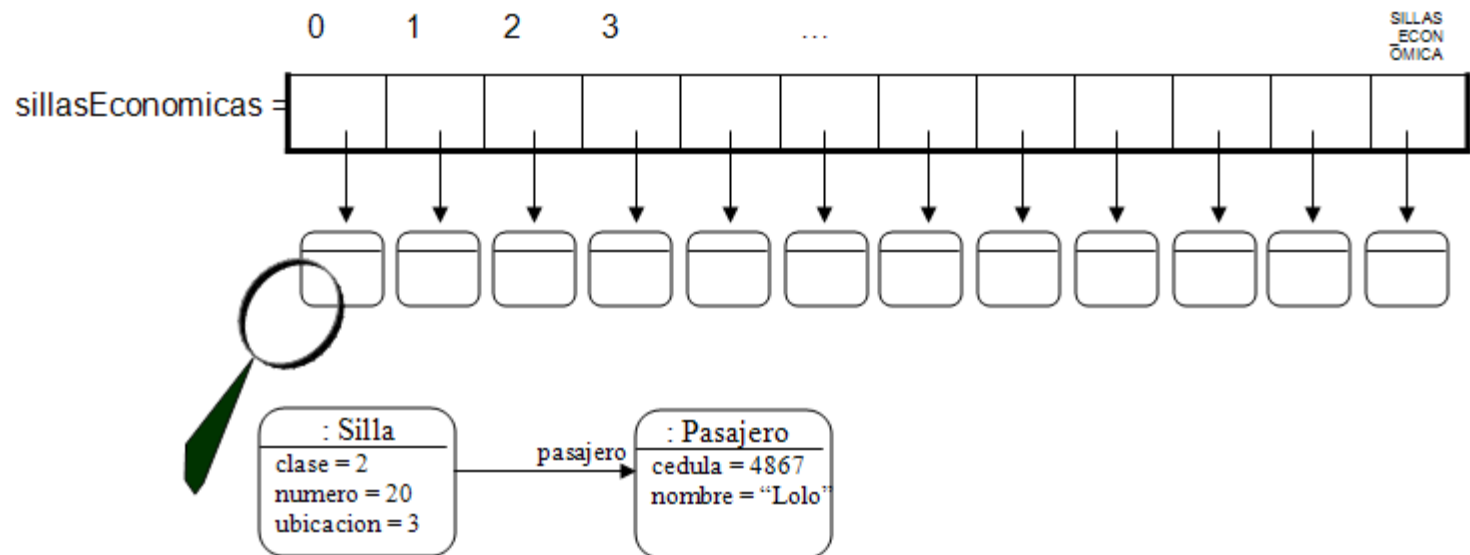 0 1 2 3 ... SILLAS
_ECON
OMICA
sillasEconomicas =
: Silla
clase = 2
numero = 20
ubicacion = 3
pasajero
: Pasajero
cedula = 4867
nombre = “Lolo”